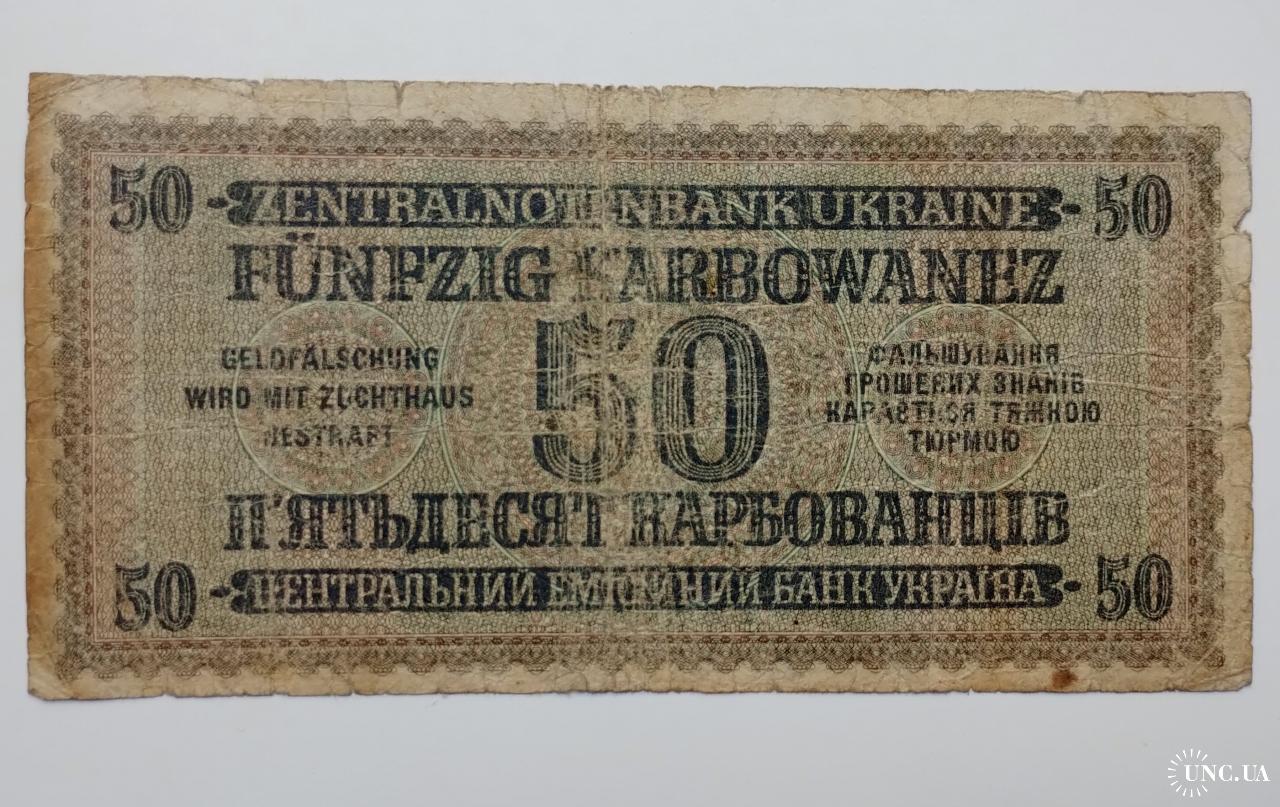 50 ZENTRALNOTENBANK UKRAINE 50
FÜNFZIG KARBOWANEZ
50
GELDFÄLSCHUNG
WIRD MIT ZUCHTHAUS
BESTRAFT
ФАЛЬШУВАННЯ
ГРОШЕВИХ ЗНАКІВ
КАРАЄТЬСЯ ТЯЖКОЮ
ТЮРМОЮ
П'ЯТЬДЕСЯТ КАРБОВАНЦІВ
50 ЦЕНТРАЛЬНИЙ ЕМІСІЙНИЙ БАНК УКРАЇНА 50
UNC.UA